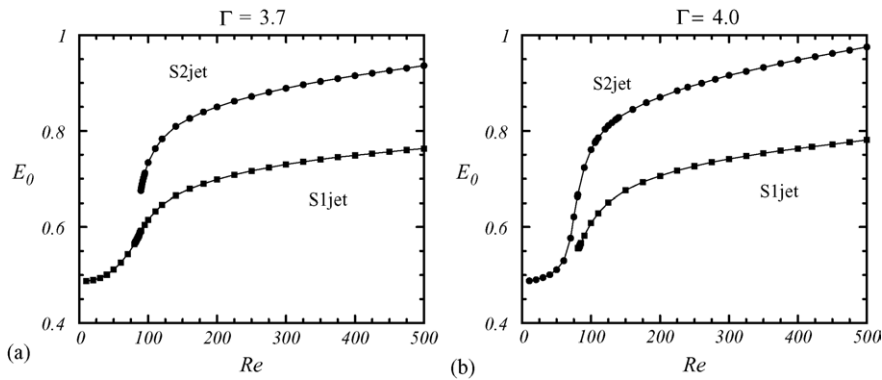 Γ = 3.7
1
S2jet
0.8
E0
0.6
S1jet
0.4
0 100 200 300 400 500
(a)
Re
Γ = 4.0
1
S2jet
0.8
E0
S1jet
0.6
0.4
0 100 200 300 400 500
(b)
Re